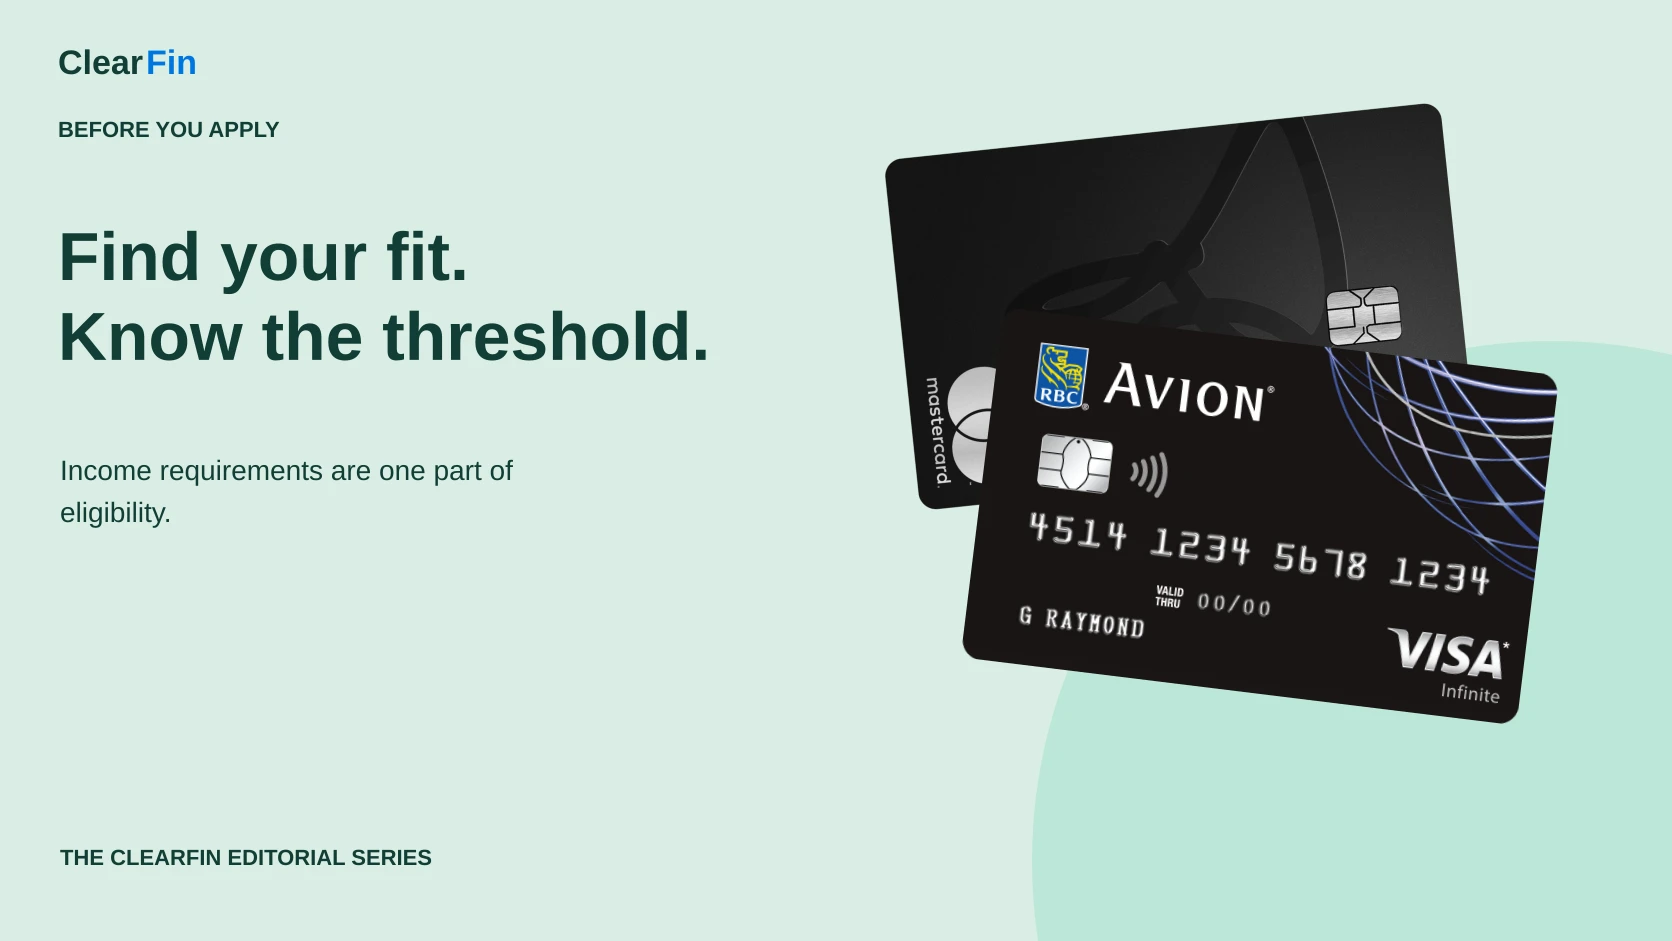 ClearFin
BEFORE YOU APPLY
Find your fit.
Know the threshold.
Income requirements are one part of
eligibility.
THE CLEARFIN EDITORIAL SERIES
mastercard.
RBC®
AVION®
4514 1234 5678 1234
VALID
THRU 00/00
G RAYMOND
VISA*
Infinite